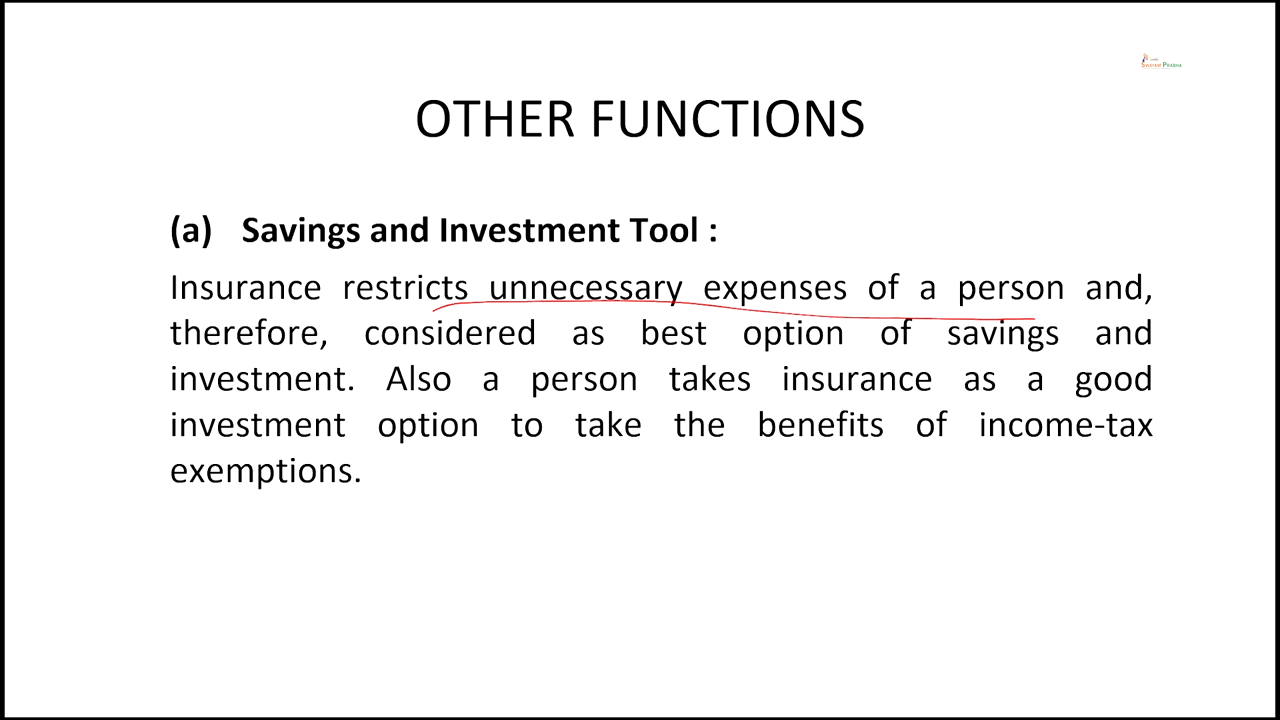 SWAYAM PRABHA
OTHER FUNCTIONS
(a) Savings and Investment Tool :
Insurance restricts unnecessary expenses of a person and,
therefore, considered as best option of savings and
investment. Also a person takes insurance as a good
investment option to take the benefits of income-tax
exemptions.